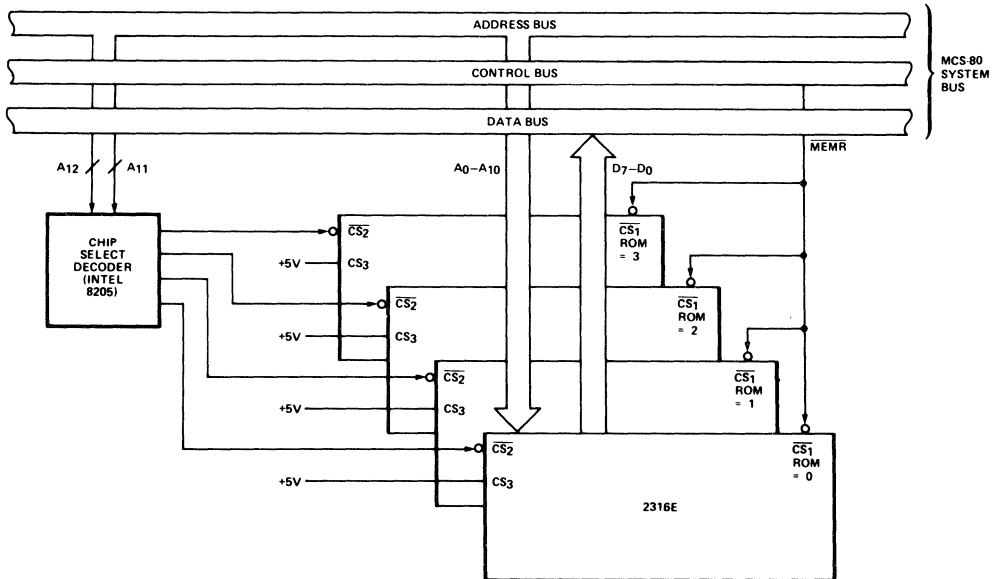 ADDRESS BUS
CONTROL BUS
DATA BUS
MCS-80
SYSTEM
BUS
MEMR
A12
A11
A0–A10
D7–D0
CHIP
SELECT
DECODER
(INTEL
8205)
CS2
+5V
CS3
CS1
ROM
= 3
CS2
+5V
CS3
CS1
ROM
= 2
CS2
+5V
CS3
CS1
ROM
= 1
CS2
+5V
CS3
CS1
ROM
= 0
2316E